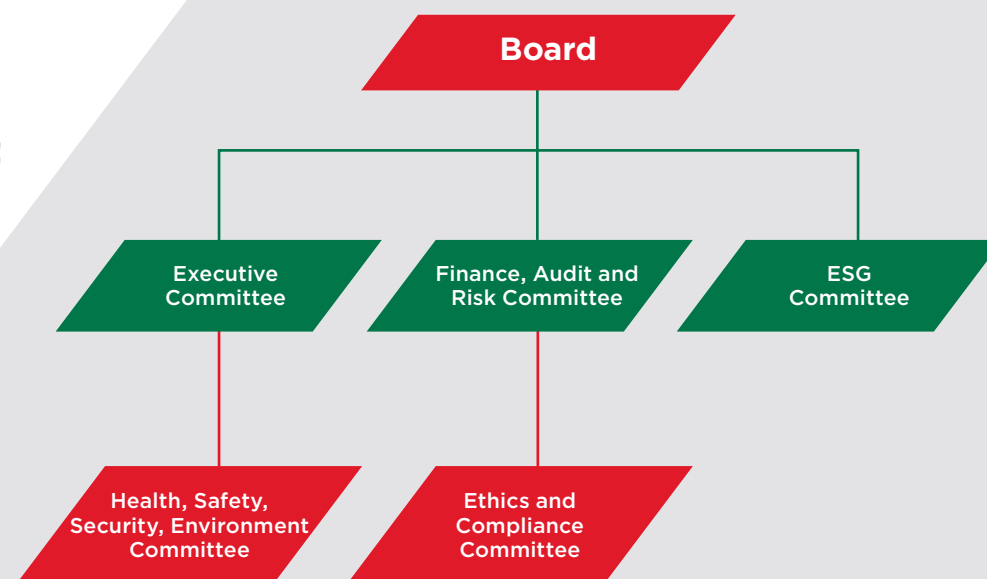 Board
Executive
Committee
Finance, Audit and
Risk Committee
ESG
Committee
Health, Safety,
Security, Environment
Committee
Ethics and
Compliance
Committee